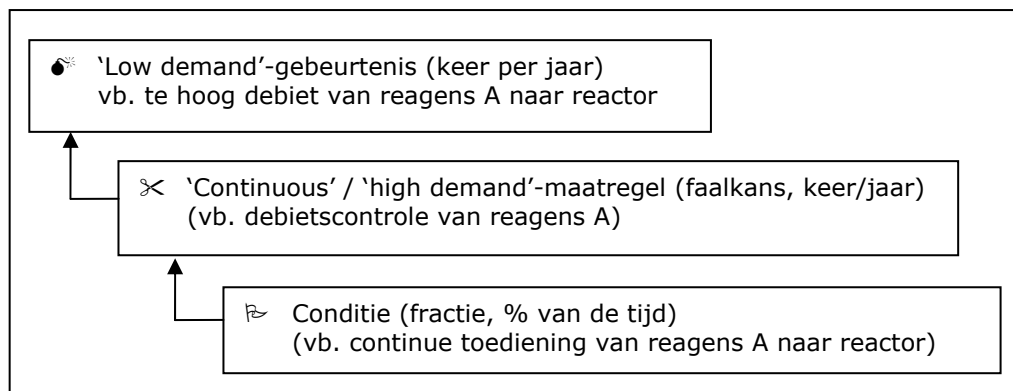 ‘Low demand’-gebeurtenis (keer per jaar)
vb. te hoog debiet van reagens A naar reactor
‘Continuous’ / ‘high demand’-maatregel (faalkans, keer/jaar)
(vb. debietscontrole van reagens A)
Conditie (fractie, % van de tijd)
(vb. continue toediening van reagens A naar reactor)